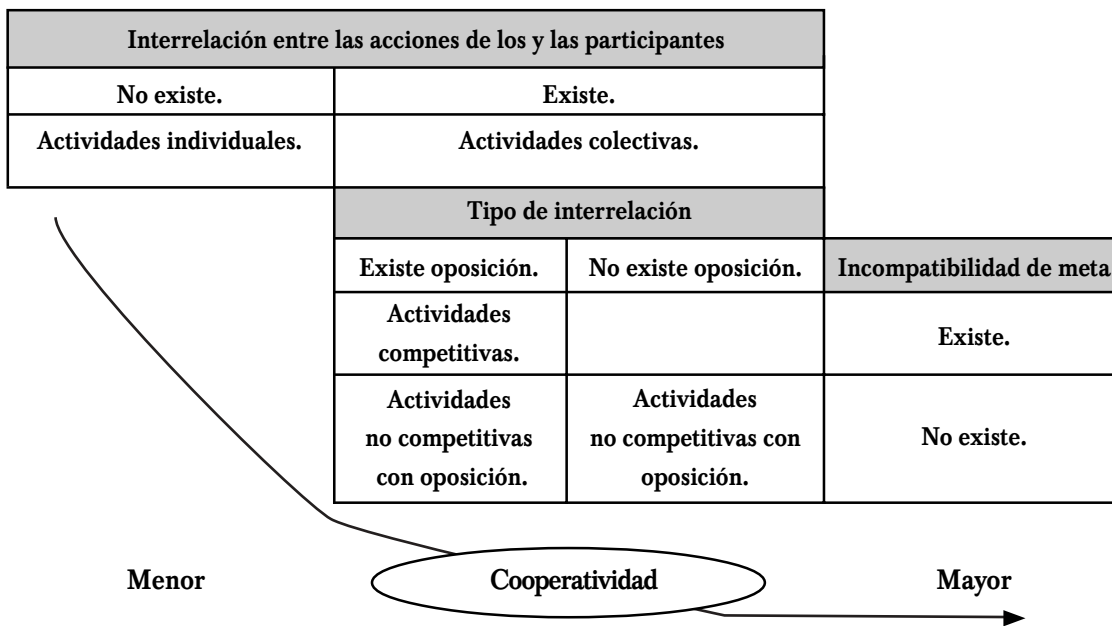 Interrelación entre las acciones de los y las participantes
No existe.
Existe.
Actividades individuales.
Actividades colectivas.
Tipo de interrelación
Existe oposición.
No existe oposición.
Incompatibilidad de meta
Actividades
competitivas.
Existe.
Actividades
no competitivas
con oposición.
Actividades
no competitivas con
oposición.
No existe.
Menor
Cooperatividad
Mayor